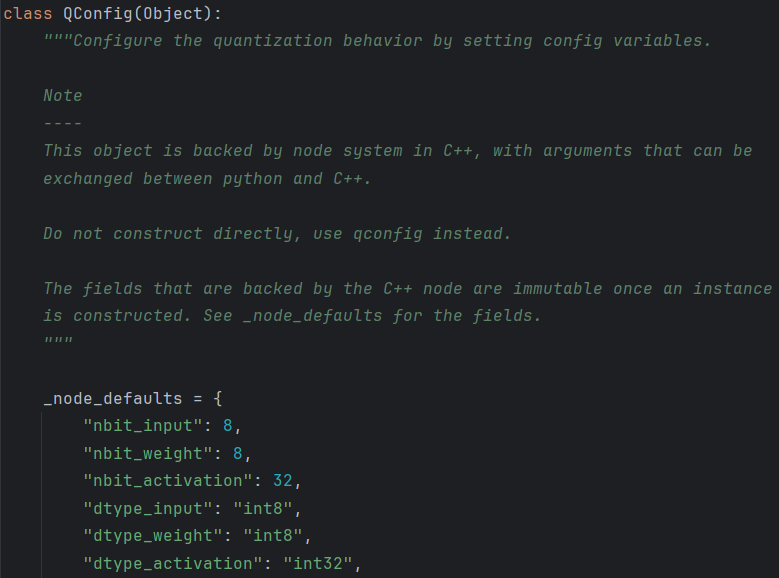 class QConfig(Object):
"""Configure the quantization behavior by setting config variables.
Note
----
This object is backed by node system in C++, with arguments that can be
exchanged between python and C++.
Do not construct directly, use qconfig instead.
The fields that are backed by the C++ node are immutable once an instance
is constructed. See _node_defaults for the fields.
"""
_node_defaults = {
"nbit_input": 8,
"nbit_weight": 8,
"nbit_activation": 32,
"dtype_input": "int8",
"dtype_weight": "int8",
"dtype_activation": "int32",